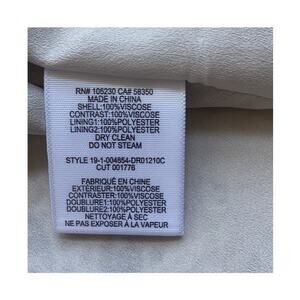 RN# 105230 CA# 58350
MADE IN CHINA
SHELL:100%VISCOSE
CONTRAST:100%VISCOSE
LINING1:100%POLYESTER
LINING2:100%POLYESTER
DRY CLEAN
DO NOT STEAM
STYLE 19-1-004654-DR01210C
CUT 001776
FABRIQUÉ EN CHINE
EXTÉRIEUR:100%VISCOSE
CONTRASTER:100%VISCOSE
DOUBLURE1:100%POLYESTER
DOUBLURE2:100%POLYESTER
NETTOYAGE À SEC
NE PAS EXPOSER À LA VAPEUR